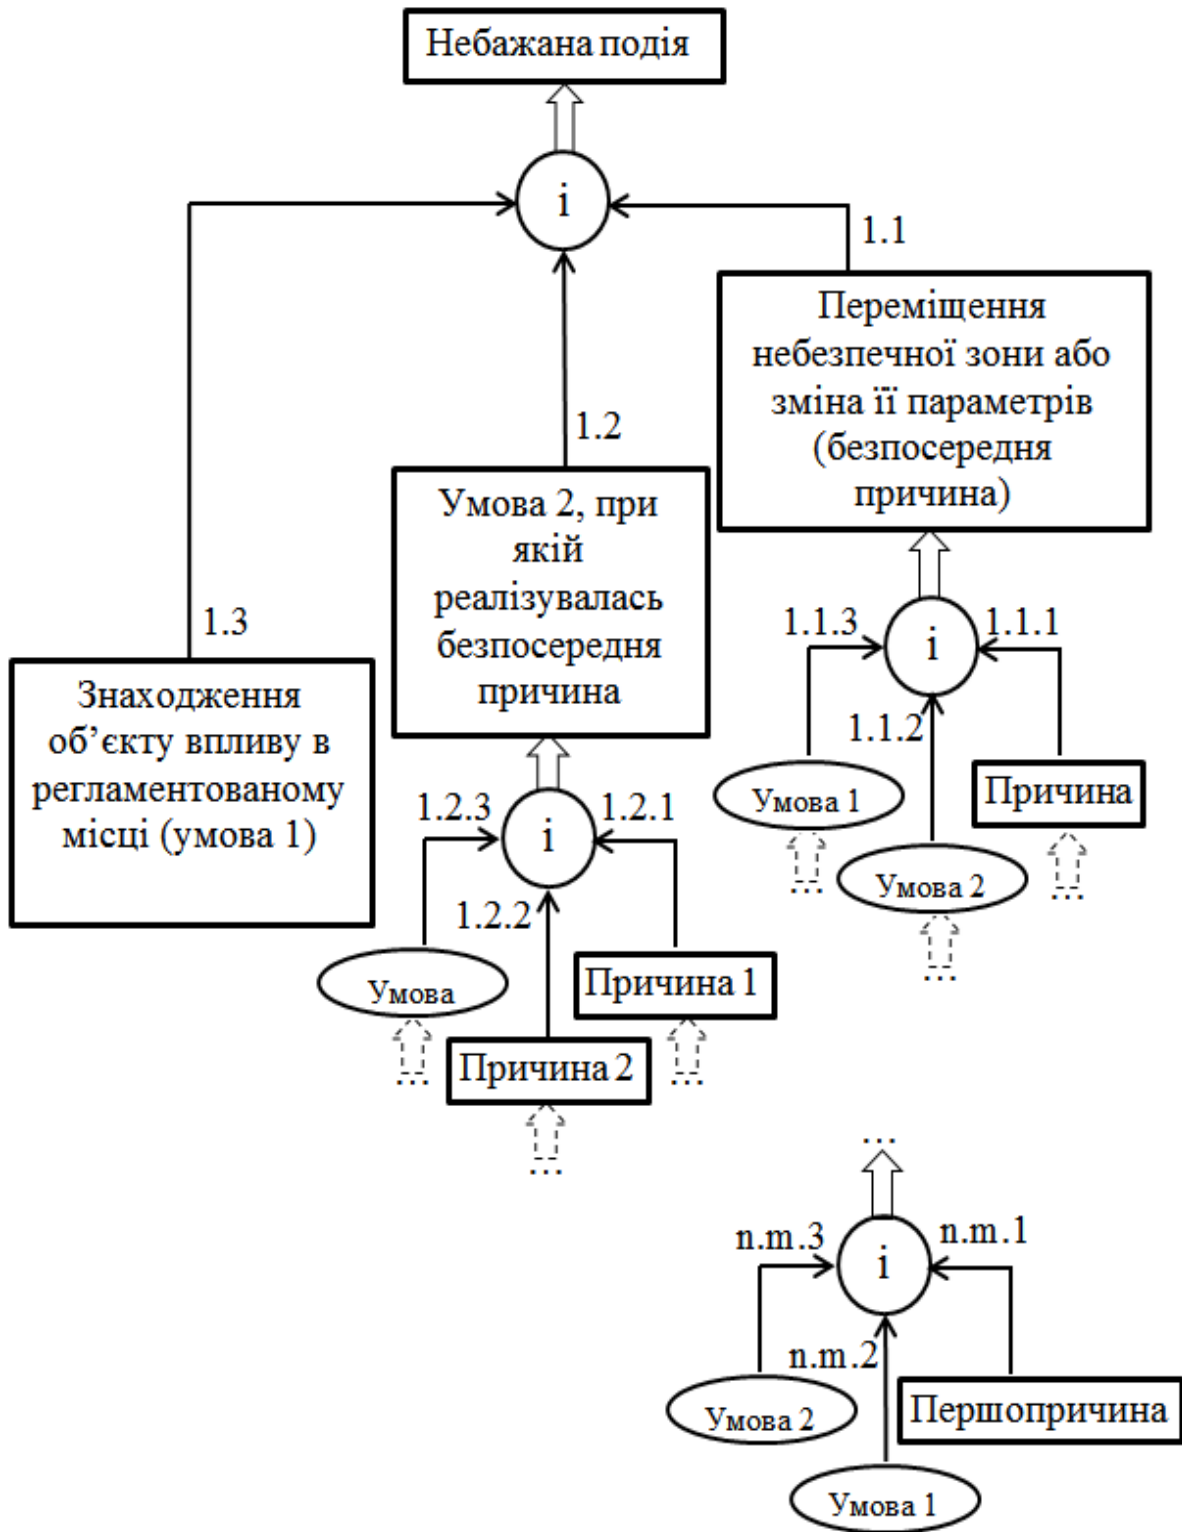 Небажана подія
і
1.1
Переміщення
небезпечної зони або
зміна її параметрів
(безпосередня
причина)
1.2
Умова 2, при
якій
реалізувалась
безпосередня
причина
1.3
Знаходження
об’єкту впливу в
регламентованому
місці (умова 1)
1.1.3
і
1.1.1
1.1.2
Умова 1
Причина
...
Умова 2
...
...
1.2.3
і
1.2.1
1.2.2
Умова
Причина 1
...
Причина 2
...
...
...
n.m.3
і
n.m.1
n.m.2
Умова 2
Першопричина
Умова 1